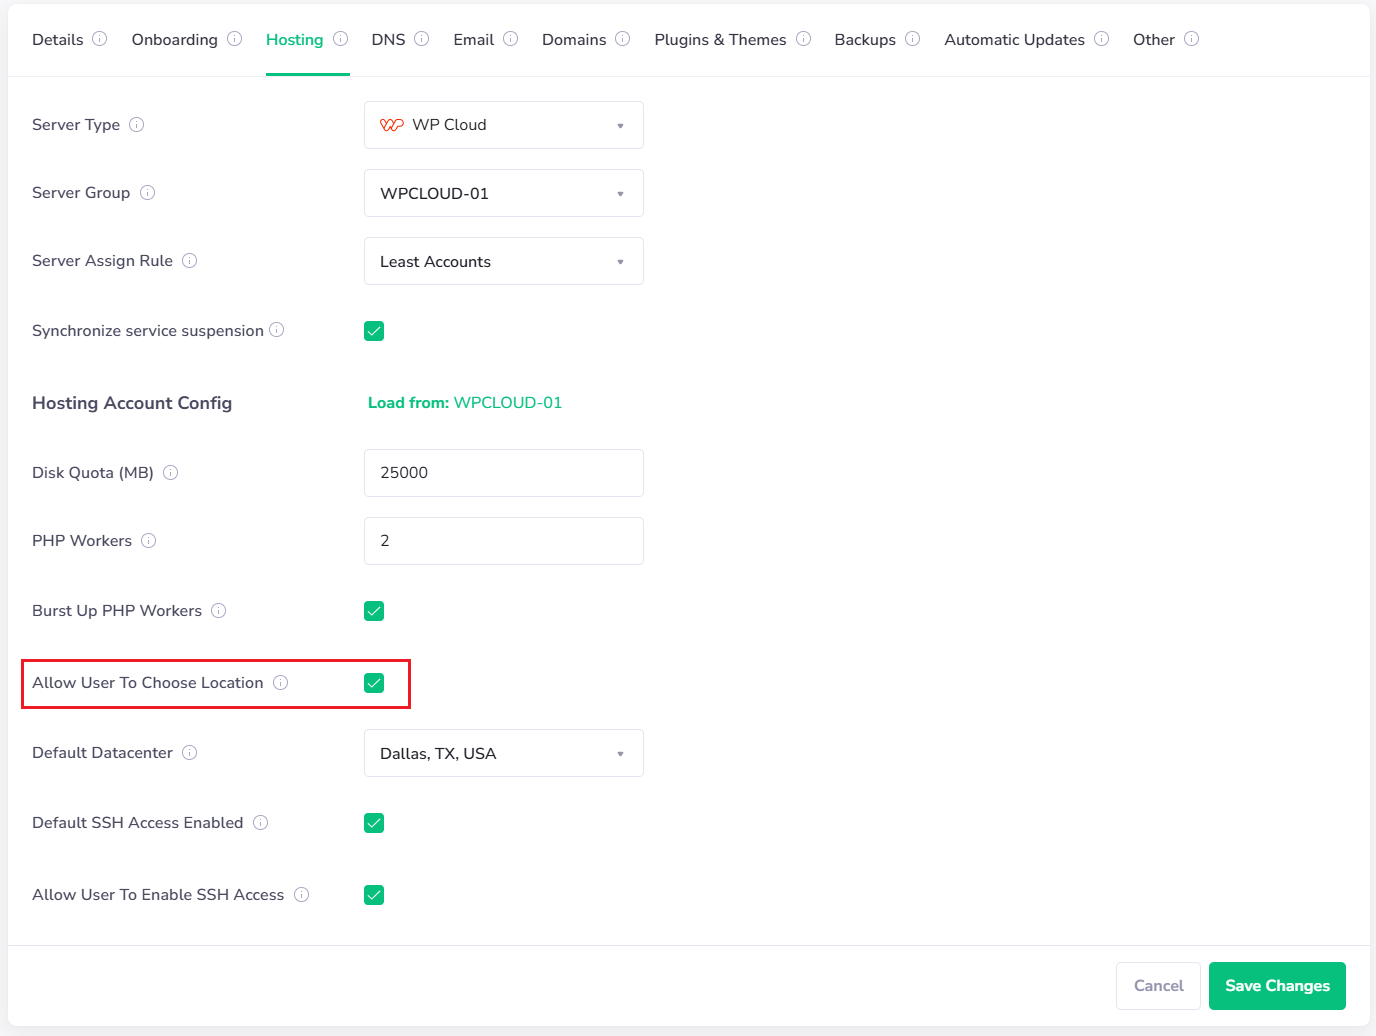 Details Onboarding Hosting DNS Email Domains Plugins & Themes Backups Automatic Updates Other
Server Type WP Cloud
Server Group WPCLOUD-01
Server Assign Rule Least Accounts
Synchronize service suspension
Hosting Account Config Load from: WPCLOUD-01
Disk Quota (MB) 25000
PHP Workers 2
Burst Up PHP Workers
Allow User To Choose Location
Default Datacenter Dallas, TX, USA
Default SSH Access Enabled
Allow User To Enable SSH Access
Cancel Save Changes